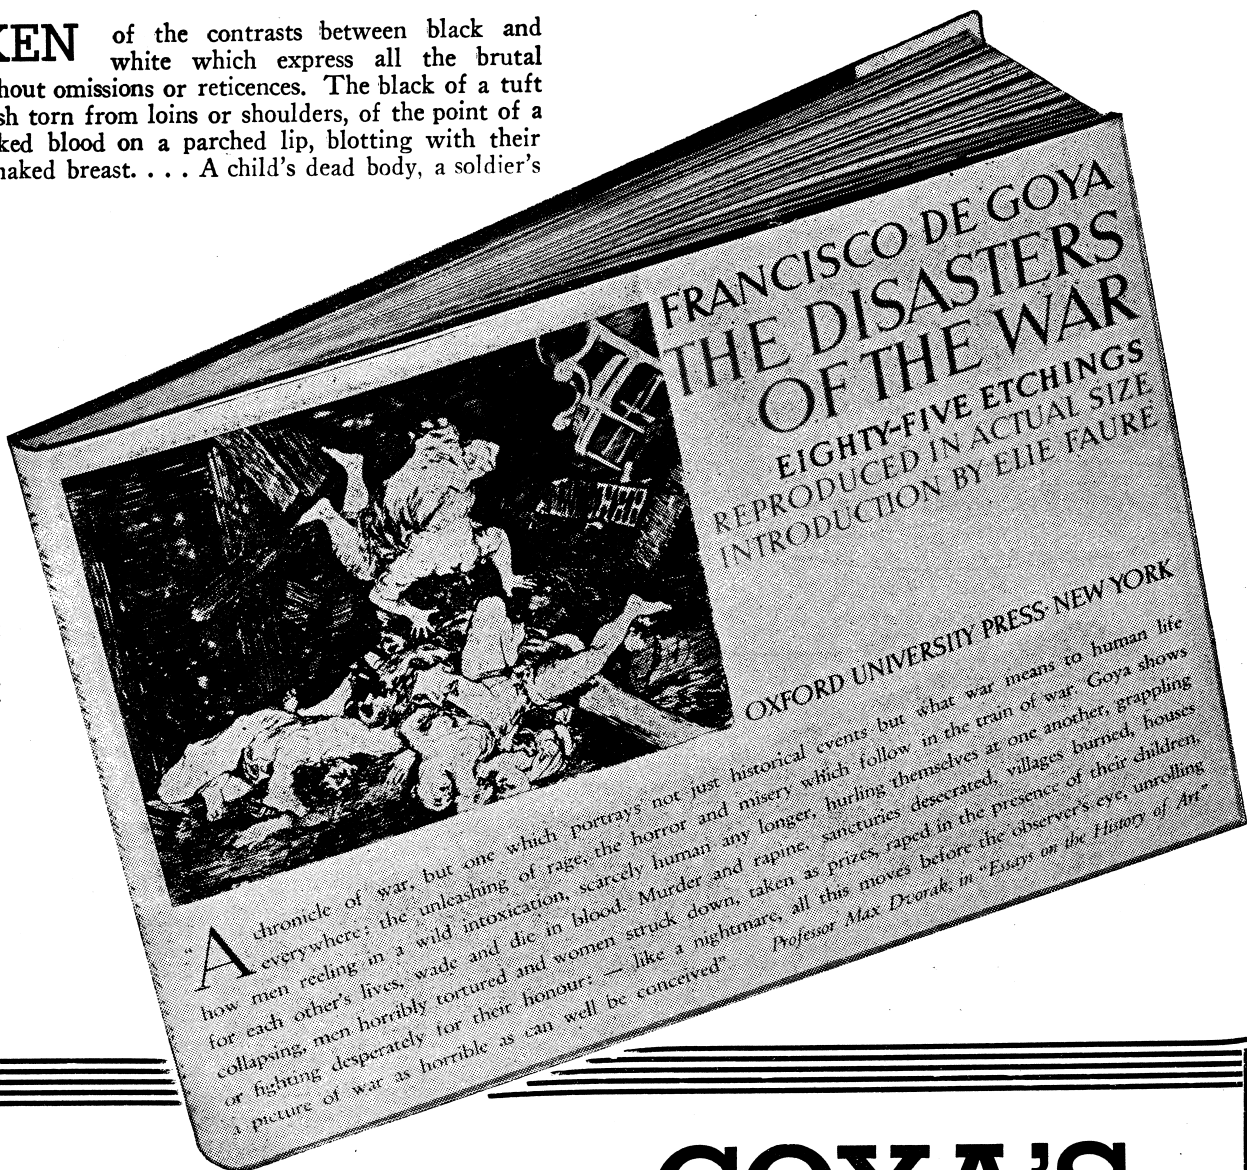 KEN of the contrasts between black and
white which express all the brutal
hout omissions or reticences. The black of a tuft
sh torn from loins or shoulders, of the point of a
ked blood on a parched lip, blotting with their
naked breast. . . . A child's dead body, a soldier's
FRANCISCO DE GOYA
THE DISASTERS
OF THE WAR
EIGHTY-FIVE ETCHINGS
REPRODUCED IN ACTUAL SIZE
INTRODUCTION BY ELIE FAURE
OXFORD UNIVERSITY PRESS · NEW YORK
"A chronicle of war, but one which portrays not just historical events but what war means to human life
everywhere; the unleashing of rage, the horror and misery which follow in the train of war. Goya shows
how men reeling in a wild intoxication, scarcely human any longer, hurling themselves at one another, grappling
for each other's lives, wade and die in blood. Murder and rapine, sanctuaries desecrated, villages burned, houses
collapsing, men horribly tortured and women struck down, taken as prizes, raped in the presence of their children,
or fighting desperately for their honour: — like a nightmare, all this moves before the observer's eye, unrolling
a picture of war as horrible as can well be conceived". Professor Max Dvorak, in "Essays on the History of Art"
GOYA'S